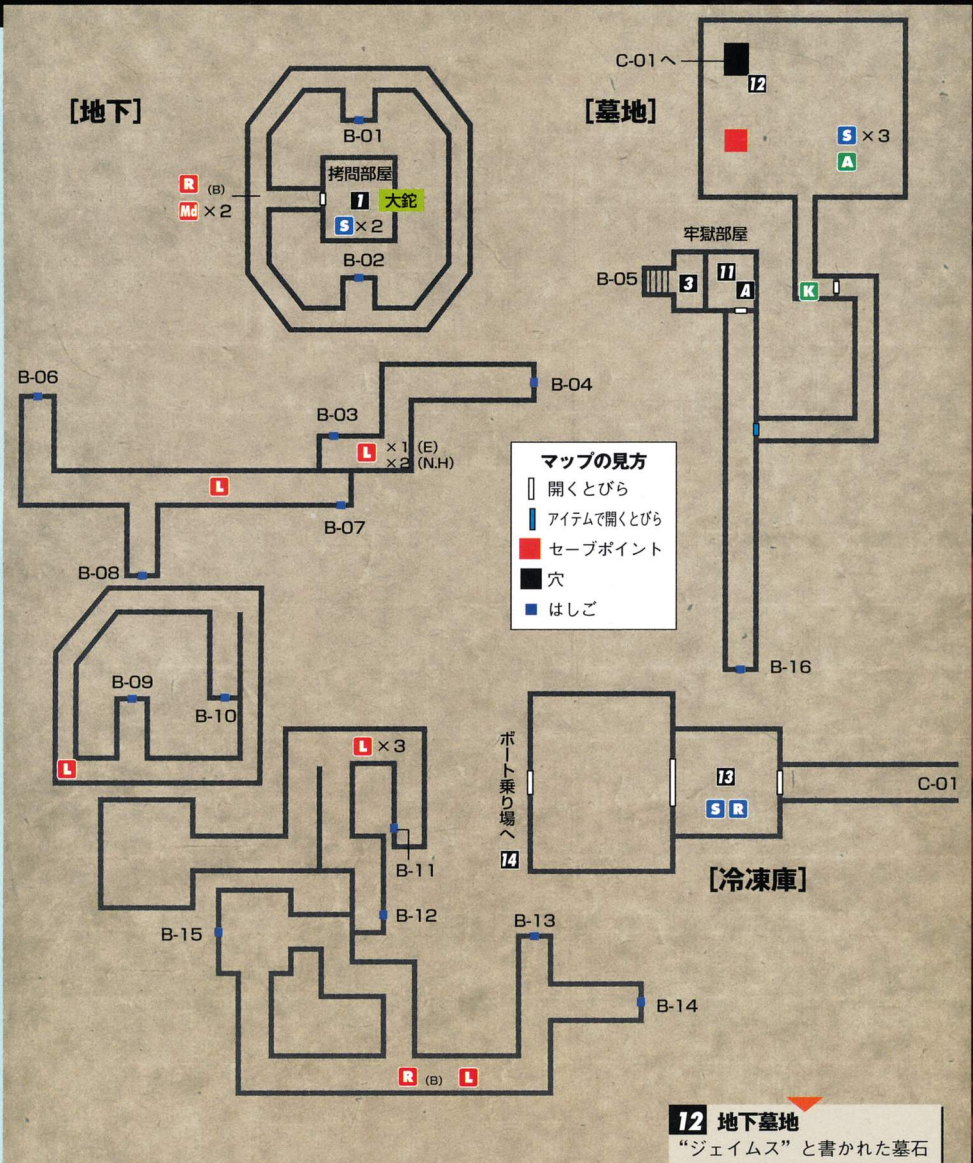 [地下]
B-01
拷問部屋
1 大鉈
S×2
B-02
R (B)
Md×2
C-01へ
12
[墓地]
S×3
A
牢獄部屋
B-05
3
11
A
K
B-06
B-04
B-03
L ×1 (E)
×2 (N.H)
L
B-07
B-08
マップの見方
開くとびら
アイテムで開くとびら
セーブポイント
穴
はしご
B-16
B-09
B-10
L
L×3
B-11
B-12
B-15
B-13
B-14
R (B) L
ボート乗り場へ
14
13
S R
C-01
[冷凍庫]
12 地下墓地
“ジェイムス”と書かれた墓石